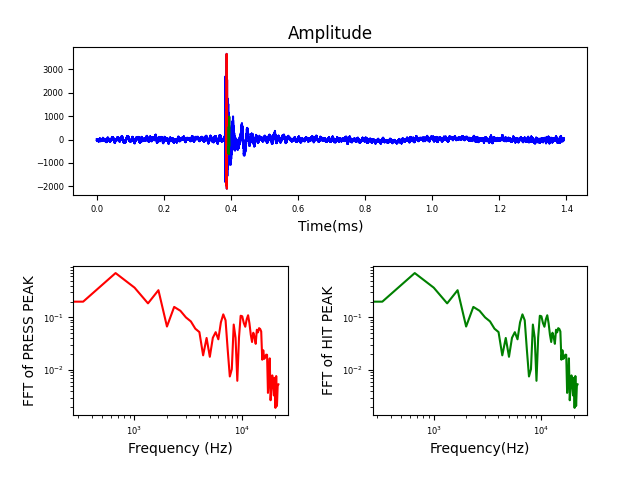 Amplitude
3000
2000
1000
0
−1000
−2000
0.0 0.2 0.4 0.6 0.8 1.0 1.2 1.4
Time(ms)
FFT of PRESS PEAK
10⁻¹
10⁻²
10³ 10⁴
Frequency (Hz)
FFT of HIT PEAK
10⁻¹
10⁻²
10³ 10⁴
Frequency(Hz)